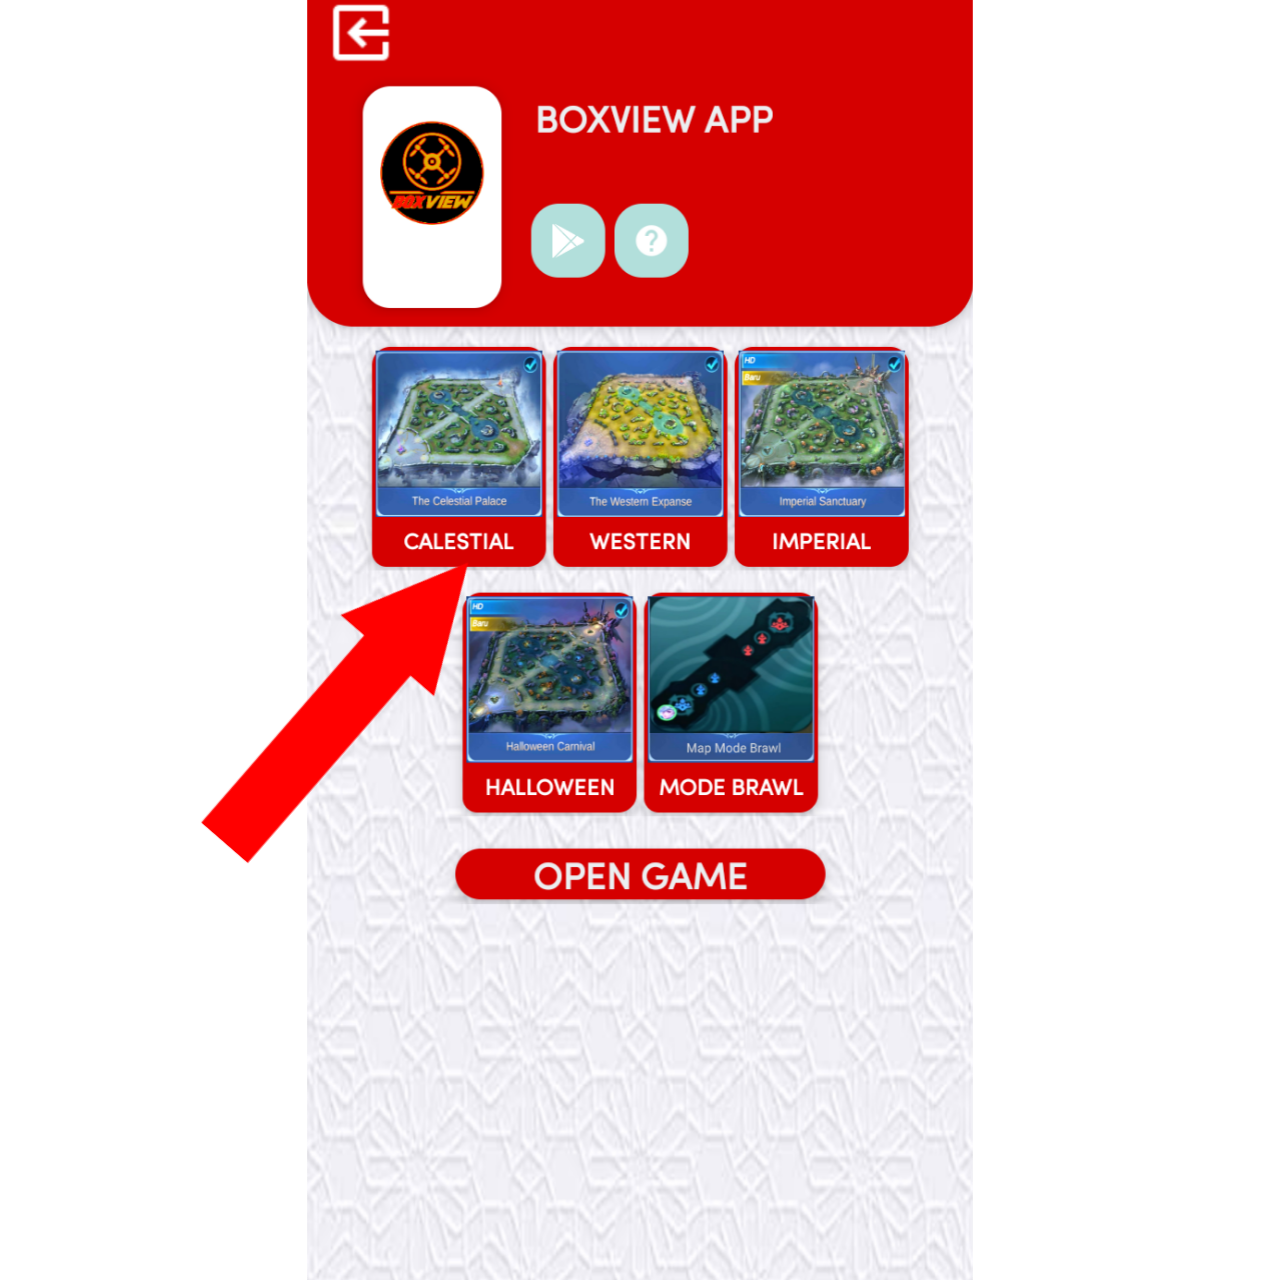 BOXVIEW APP
BOXVIEW
HD
Baru
The Celestial Palace
The Western Expanse
Imperial Sanctuary
CALESTIAL
WESTERN
IMPERIAL
HD
Baru
Halloween Carnival
Map Mode Brawl
HALLOWEEN
MODE BRAWL
OPEN GAME